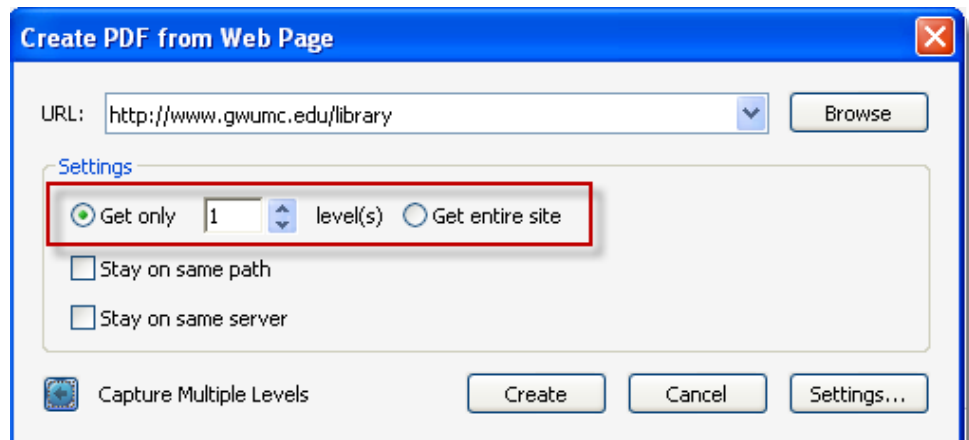 Create PDF from Web Page
URL: http://www.gwumc.edu/library Browse
Settings
Get only 1 level(s) Get entire site
Stay on same path
Stay on same server
Capture Multiple Levels Create Cancel Settings...